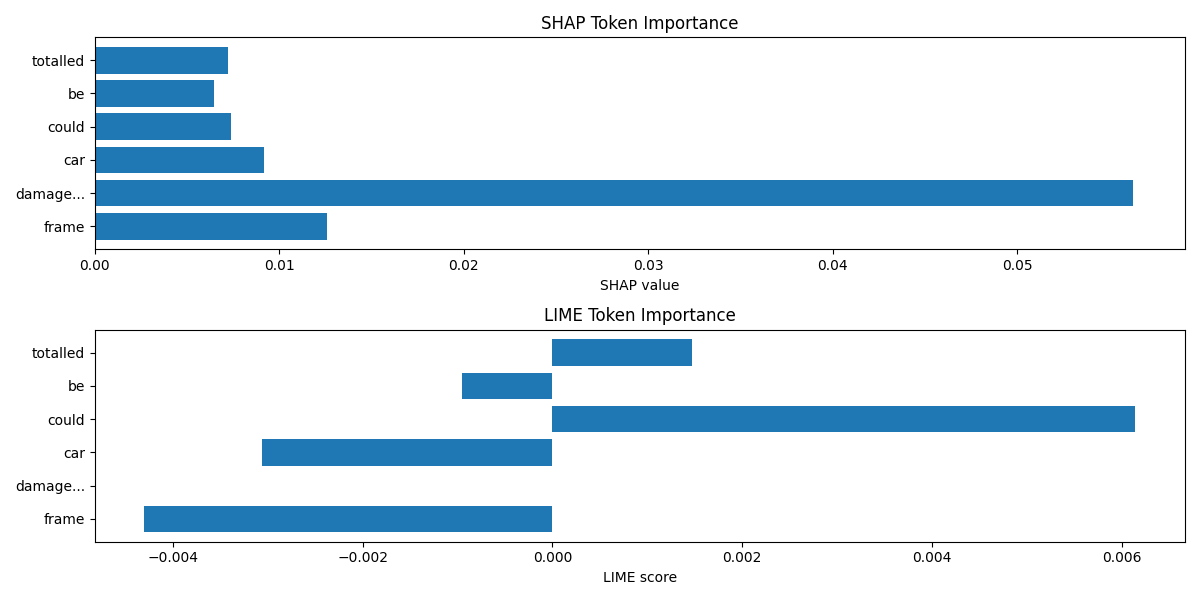 SHAP Token Importance
totalled
be
could
car
damage...
frame
0.00 0.01 0.02 0.03 0.04 0.05
SHAP value
LIME Token Importance
totalled
be
could
car
damage...
frame
−0.004 −0.002 0.000 0.002 0.004 0.006
LIME score